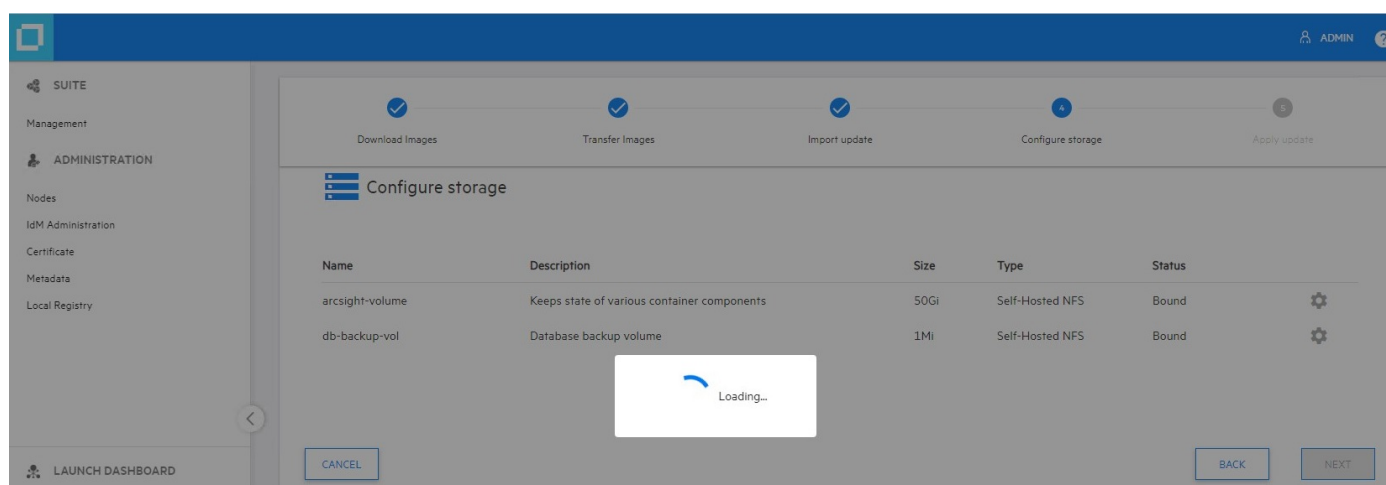 ADMIN
?
SUITE
Management
ADMINISTRATION
Nodes
IdM Administration
Certificate
Metadata
Local Registry
LAUNCH DASHBOARD
Download Images
Transfer Images
Import update
4
Configure storage
5
Apply update
Configure storage
Name Description Size Type Status
arcsight-volume Keeps state of various container components 50Gi Self-Hosted NFS Bound
db-backup-vol Database backup volume 1Mi Self-Hosted NFS Bound
Loading...
CANCEL
BACK
NEXT